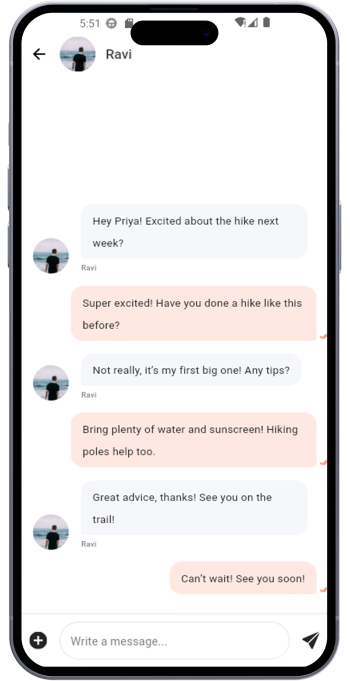 5:51
Ravi
Hey Priya! Excited about the hike next
week?
Ravi
Super excited! Have you done a hike like this
before?
Not really, it’s my first big one! Any tips?
Ravi
Bring plenty of water and sunscreen! Hiking
poles help too.
Great advice, thanks! See you on the
trail!
Ravi
Can’t wait! See you soon!
Write a message...